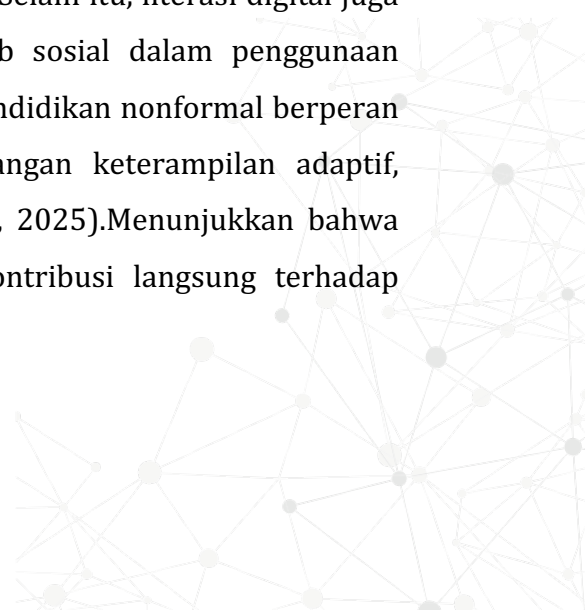 Selain itu, literasi digital juga
b sosial dalam penggunaan
ndidikan nonformal berperan
angan keterampilan adaptif,
, 2025).Menunjukkan bahwa
ontribusi langsung terhadap